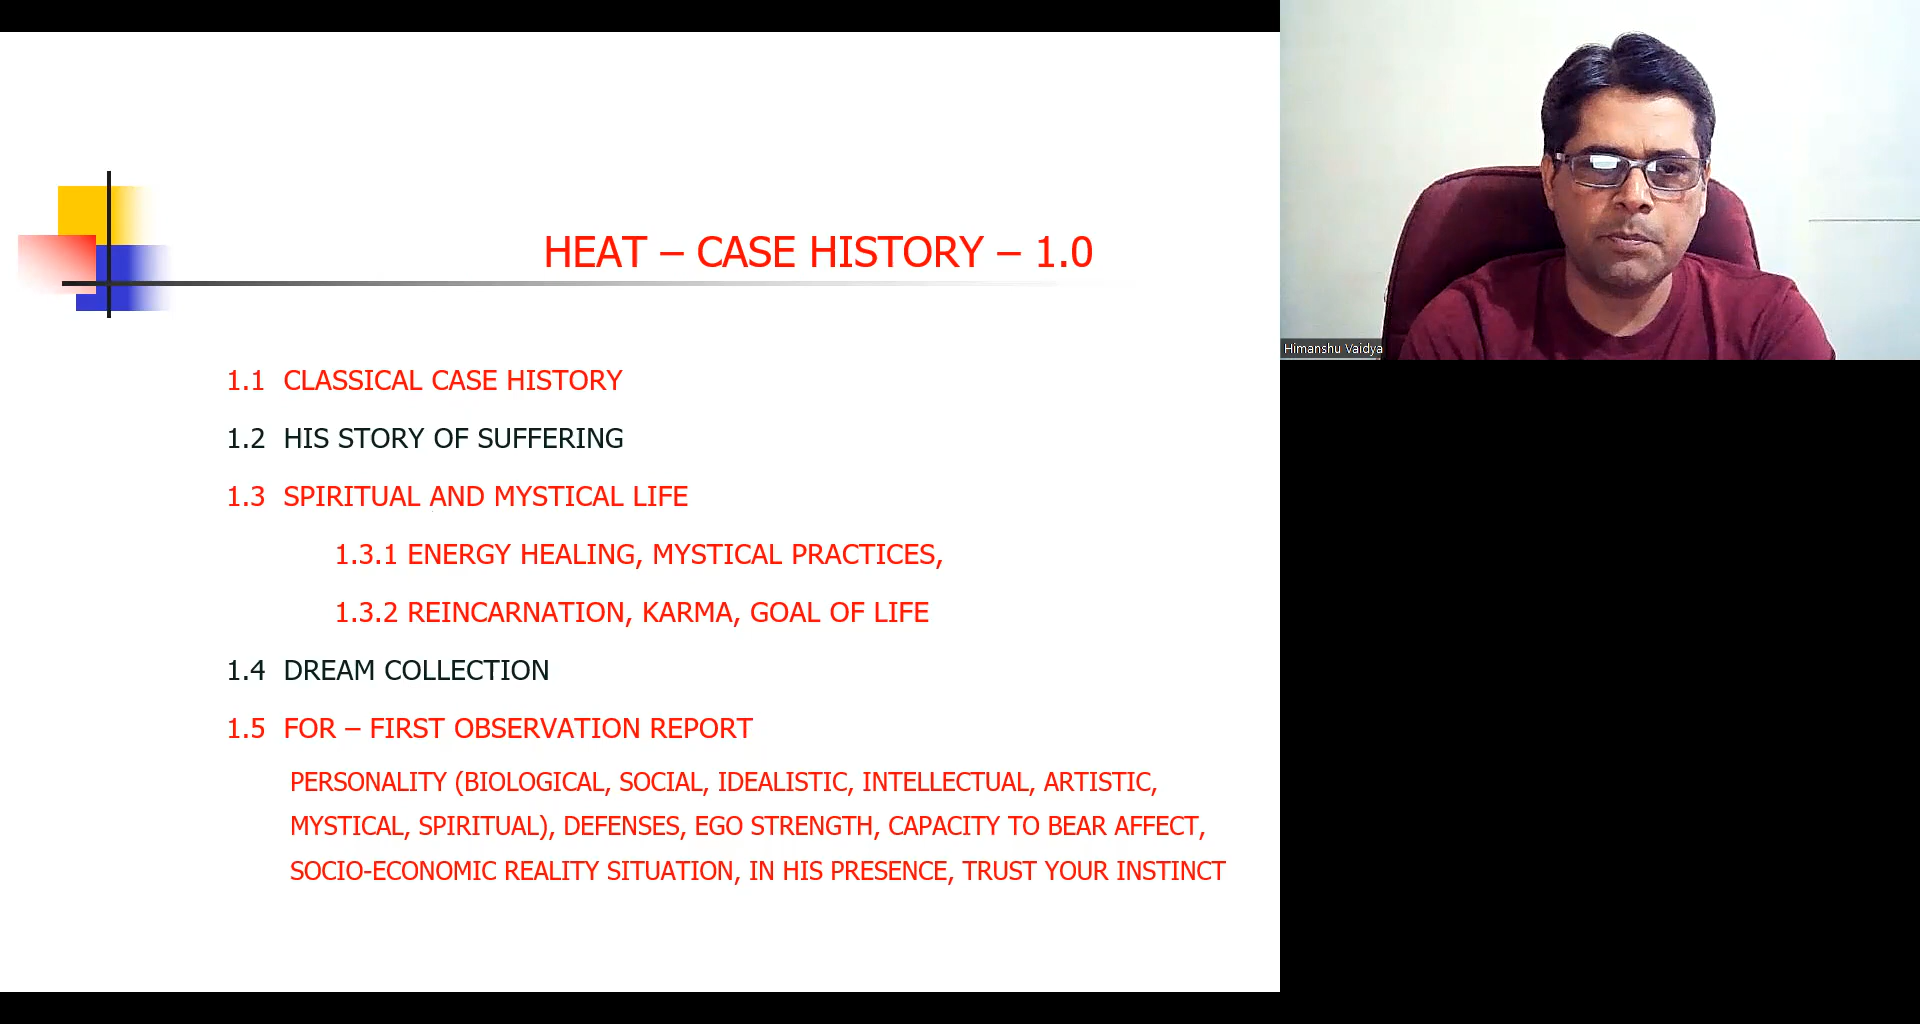 HEAT – CASE HISTORY – 1.0
1.1 CLASSICAL CASE HISTORY
1.2 HIS STORY OF SUFFERING
1.3 SPIRITUAL AND MYSTICAL LIFE
1.3.1 ENERGY HEALING, MYSTICAL PRACTICES,
1.3.2 REINCARNATION, KARMA, GOAL OF LIFE
1.4 DREAM COLLECTION
1.5 FOR – FIRST OBSERVATION REPORT
PERSONALITY (BIOLOGICAL, SOCIAL, IDEALISTIC, INTELLECTUAL, ARTISTIC,
MYSTICAL, SPIRITUAL), DEFENSES, EGO STRENGTH, CAPACITY TO BEAR AFFECT,
SOCIO-ECONOMIC REALITY SITUATION, IN HIS PRESENCE, TRUST YOUR INSTINCT
Himanshu Vaidya